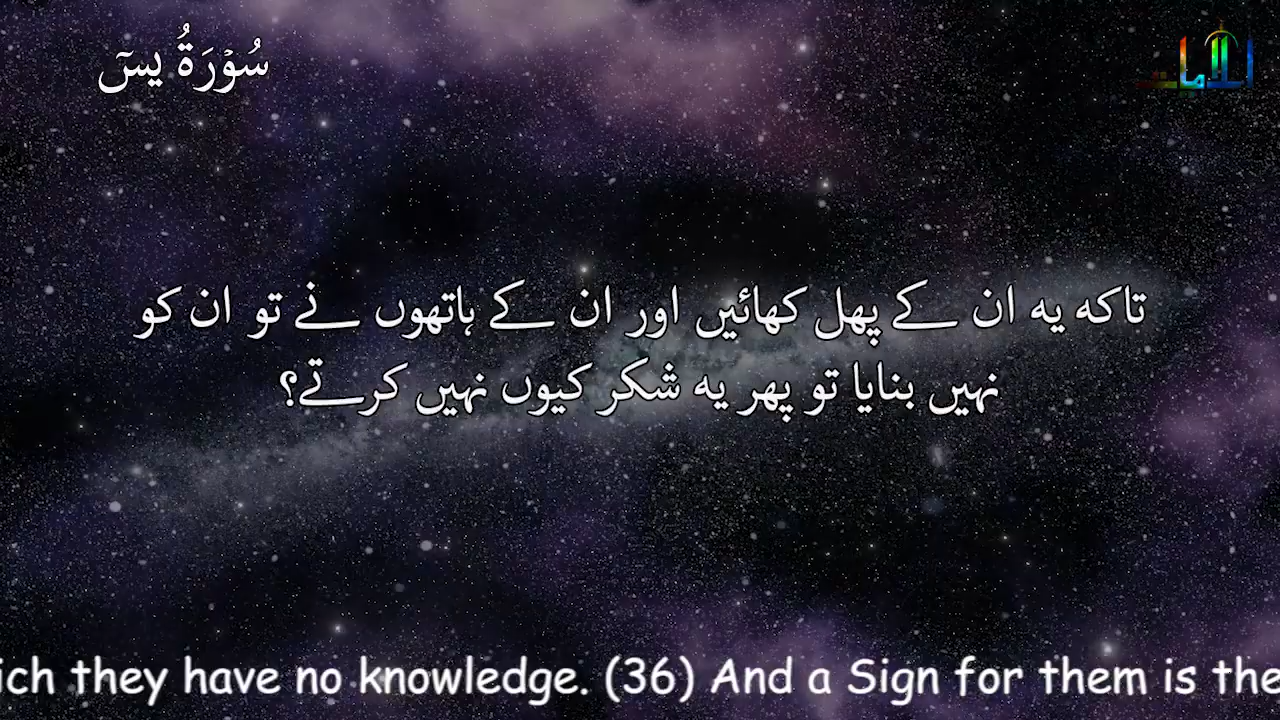 سُوْرَةُ يسٓ
تاکہ یہ ان کے پھل کھائیں اور ان کے ہاتھوں نے تو ان کو
نہیں بنایا تو پھر یہ شکر کیوں نہیں کرتے؟
ich they have no knowledge. (36) And a Sign for them is the